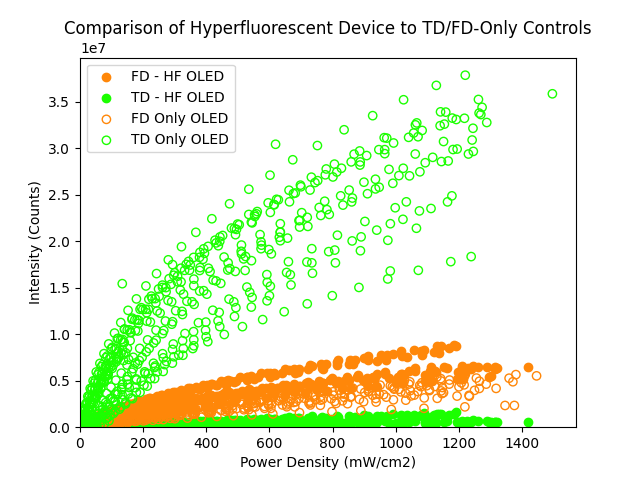 Comparison of Hyperfluorescent Device to TD/FD-Only Controls
1e7
FD - HF OLED
TD - HF OLED
FD Only OLED
TD Only OLED
3.5
3.0
2.5
2.0
1.5
1.0
0.5
0.0
Intensity (Counts)
0 200 400 600 800 1000 1200 1400
Power Density (mW/cm2)